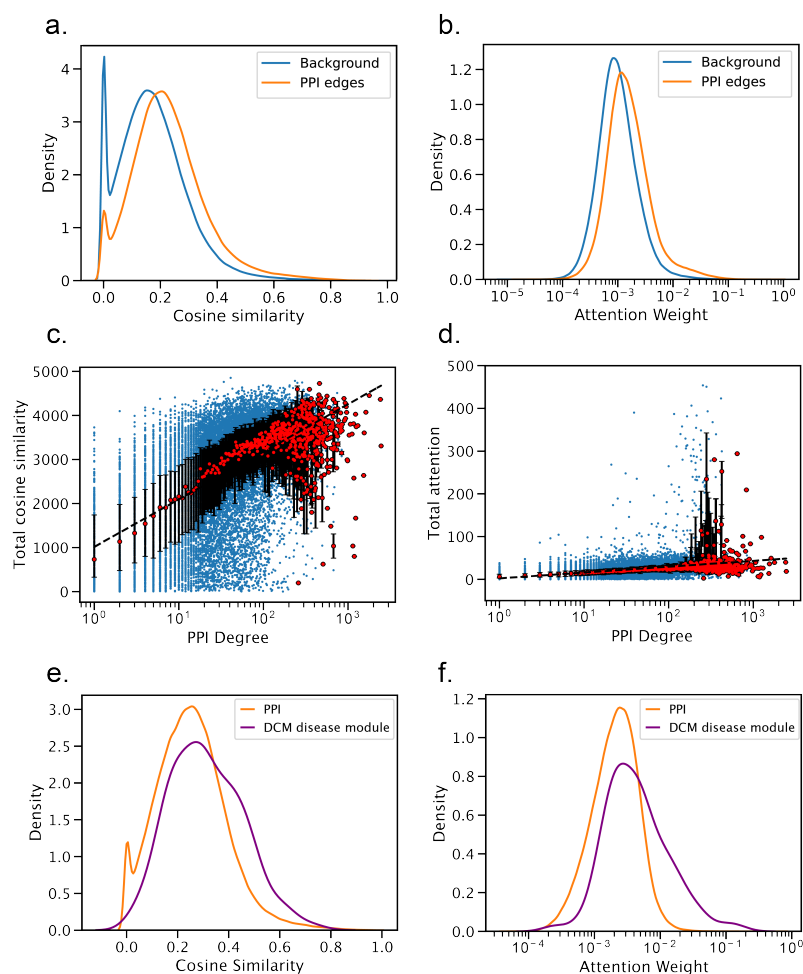 a.
Density
4
3
2
1
0
Background
PPI edges
0.0 0.2 0.4 0.6 0.8 1.0
Cosine similarity
b.
Density
1.2
1.0
0.8
0.6
0.4
0.2
0.0
Background
PPI edges
10⁻⁵ 10⁻⁴ 10⁻³ 10⁻² 10⁻¹ 10⁰
Attention Weight
c.
Total cosine similarity
5000
4000
3000
2000
1000
0
10⁰ 10¹ 10² 10³
PPI Degree
d.
Total attention
500
400
300
200
100
0
10⁰ 10¹ 10² 10³
PPI Degree
e.
Density
3.0
2.5
2.0
1.5
1.0
0.5
0.0
PPI
DCM disease module
0.0 0.2 0.4 0.6 0.8 1.0
Cosine Similarity
f.
Density
1.2
1.0
0.8
0.6
0.4
0.2
0.0
PPI
DCM disease module
10⁻⁴ 10⁻³ 10⁻² 10⁻¹ 10⁰
Attention Weight